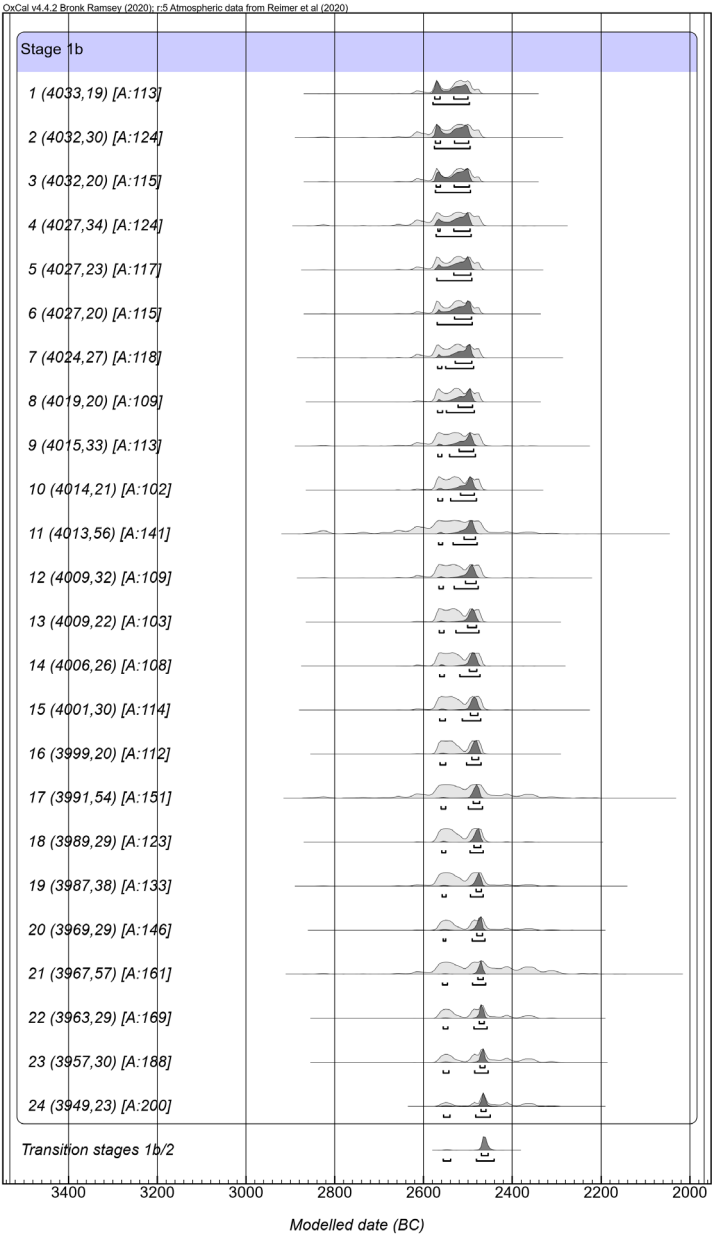 OxCal v4.4.2 Bronk Ramsey (2020); r:5 Atmospheric data from Reimer et al (2020)
Stage 1b
1 (4033,19) [A:113]
2 (4032,30) [A:124]
3 (4032,20) [A:115]
4 (4027,34) [A:124]
5 (4027,23) [A:117]
6 (4027,20) [A:115]
7 (4024,27) [A:118]
8 (4019,20) [A:109]
9 (4015,33) [A:113]
10 (4014,21) [A:102]
11 (4013,56) [A:141]
12 (4009,32) [A:109]
13 (4009,22) [A:103]
14 (4006,26) [A:108]
15 (4001,30) [A:114]
16 (3999,20) [A:112]
17 (3991,54) [A:151]
18 (3989,29) [A:123]
19 (3987,38) [A:133]
20 (3969,29) [A:146]
21 (3967,57) [A:161]
22 (3963,29) [A:169]
23 (3957,30) [A:188]
24 (3949,23) [A:200]
Transition stages 1b/2
3400 3200 3000 2800 2600 2400 2200 2000
Modelled date (BC)